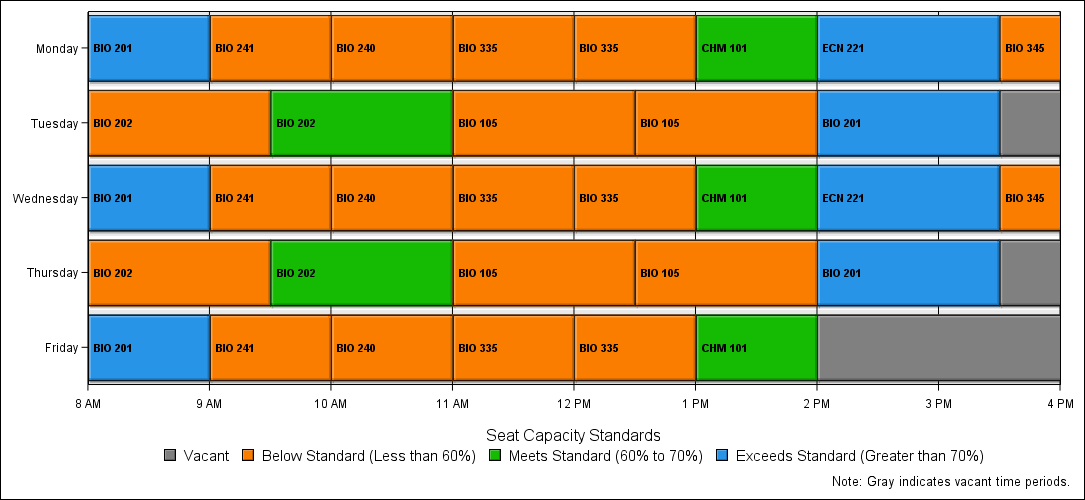 Monday BIO 201 BIO 241 BIO 240 BIO 335 BIO 335 CHM 101 ECN 221 BIO 345
Tuesday BIO 202 BIO 202 BIO 105 BIO 105 BIO 201
Wednesday BIO 201 BIO 241 BIO 240 BIO 335 BIO 335 CHM 101 ECN 221 BIO 345
Thursday BIO 202 BIO 202 BIO 105 BIO 105 BIO 201
Friday BIO 201 BIO 241 BIO 240 BIO 335 BIO 335 CHM 101
8 AM 9 AM 10 AM 11 AM 12 PM 1 PM 2 PM 3 PM 4 PM
Seat Capacity Standards
Vacant Below Standard (Less than 60%) Meets Standard (60% to 70%) Exceeds Standard (Greater than 70%)
Note: Gray indicates vacant time periods.